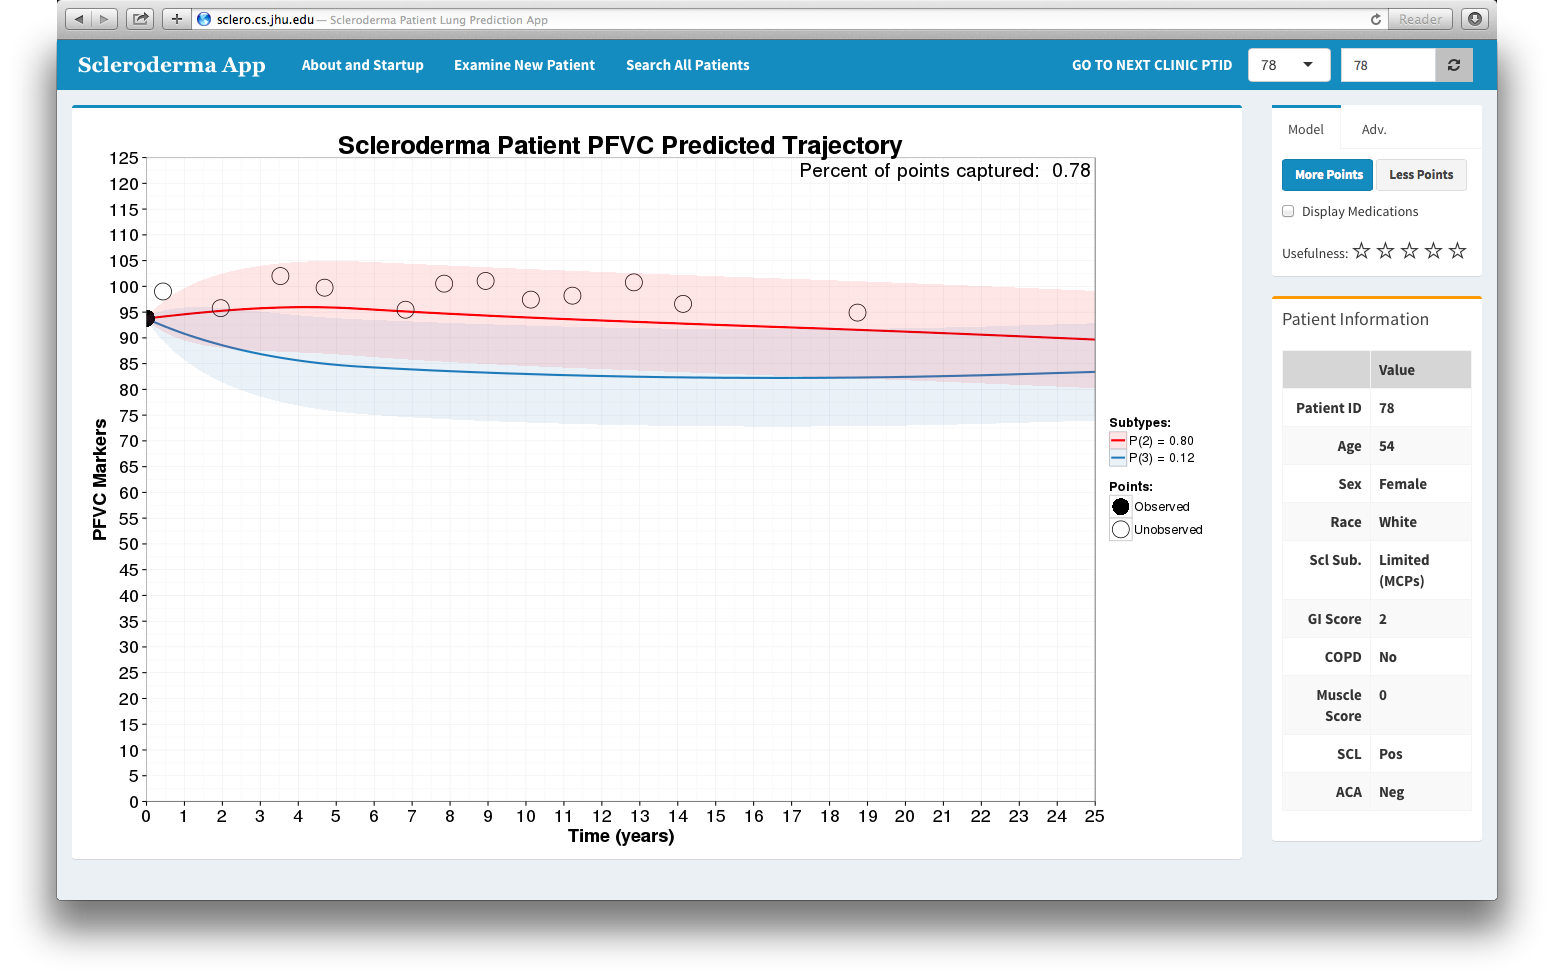 sclero.cs.jhu.edu — Scleroderma Patient Lung Prediction App
Reader
Scleroderma App
About and Startup
Examine New Patient
Search All Patients
GO TO NEXT CLINIC PTID
78
78
Scleroderma Patient PFVC Predicted Trajectory
Percent of points captured: 0.78
125
120
115
110
105
100
95
90
85
80
75
70
65
60
55
50
45
40
35
30
25
20
15
10
5
0
PFVC Markers
0 1 2 3 4 5 6 7 8 9 10 11 12 13 14 15 16 17 18 19 20 21 22 23 24 25
Time (years)
Subtypes:
P(2) = 0.80
P(3) = 0.12
Points:
Observed
Unobserved
Model
Adv.
More Points
Less Points
Display Medications
Usefulness:
Patient Information
Value
Patient ID 78
Age 54
Sex Female
Race White
Scl Sub. Limited
(MCPs)
GI Score 2
COPD No
Muscle 0
Score
SCL Pos
ACA Neg